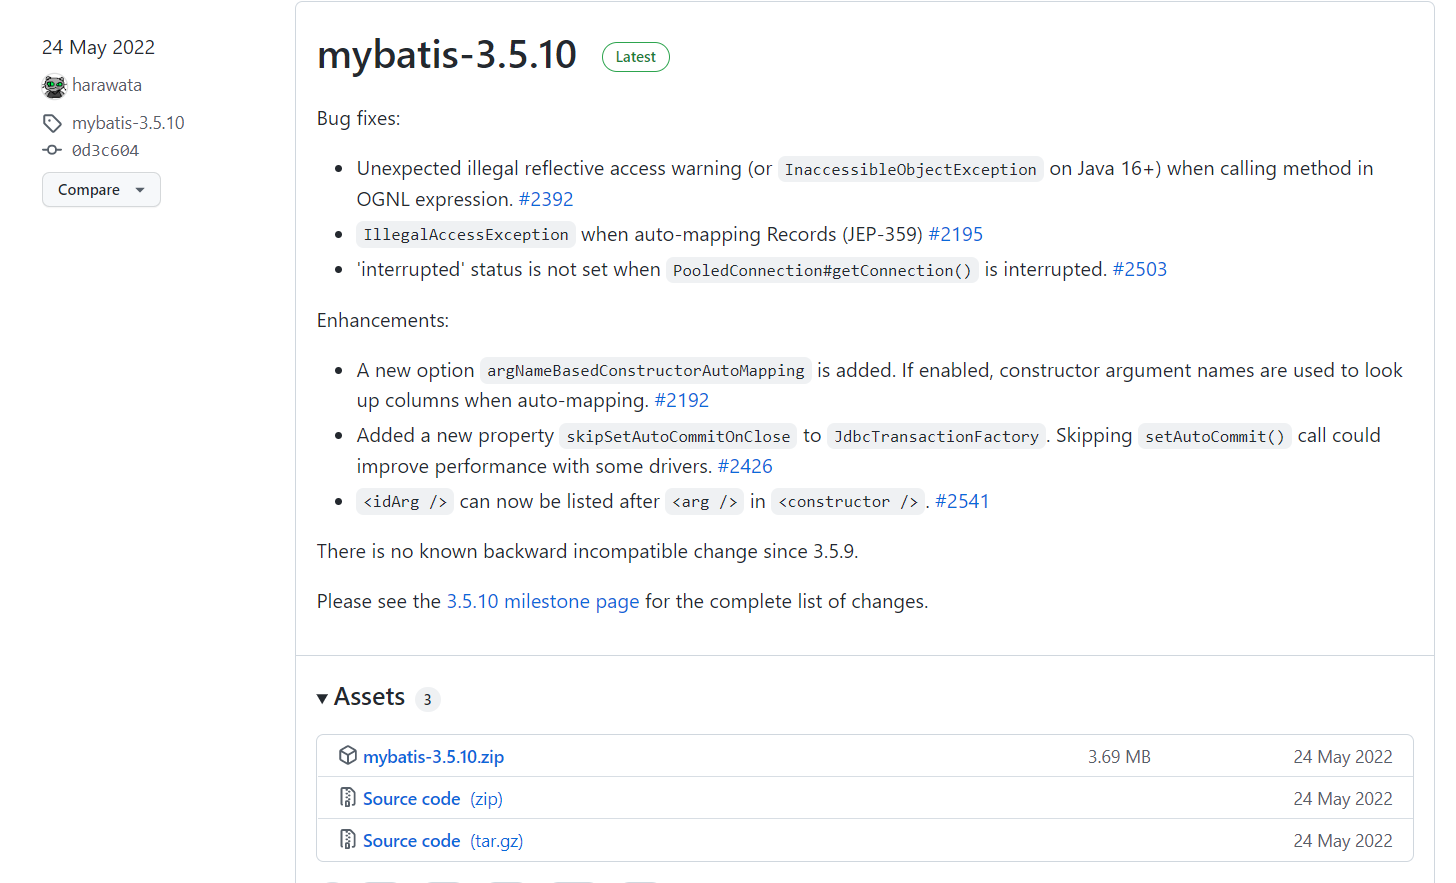 24 May 2022
harawata
mybatis-3.5.10
0d3c604
Compare
mybatis-3.5.10 Latest
Bug fixes:
Unexpected illegal reflective access warning (or InaccessibleObjectException on Java 16+) when calling method in
OGNL expression. #2392
IllegalAccessException when auto-mapping Records (JEP-359) #2195
'interrupted' status is not set when PooledConnection#getConnection() is interrupted. #2503
Enhancements:
A new option argNameBasedConstructorAutoMapping is added. If enabled, constructor argument names are used to look
up columns when auto-mapping. #2192
Added a new property skipSetAutoCommitOnClose to JdbcTransactionFactory. Skipping setAutoCommit() call could
improve performance with some drivers. #2426
<idArg /> can now be listed after <arg /> in <constructor />. #2541
There is no known backward incompatible change since 3.5.9.
Please see the 3.5.10 milestone page for the complete list of changes.
Assets 3
mybatis-3.5.10.zip 3.69 MB 24 May 2022
Source code (zip) 24 May 2022
Source code (tar.gz) 24 May 2022